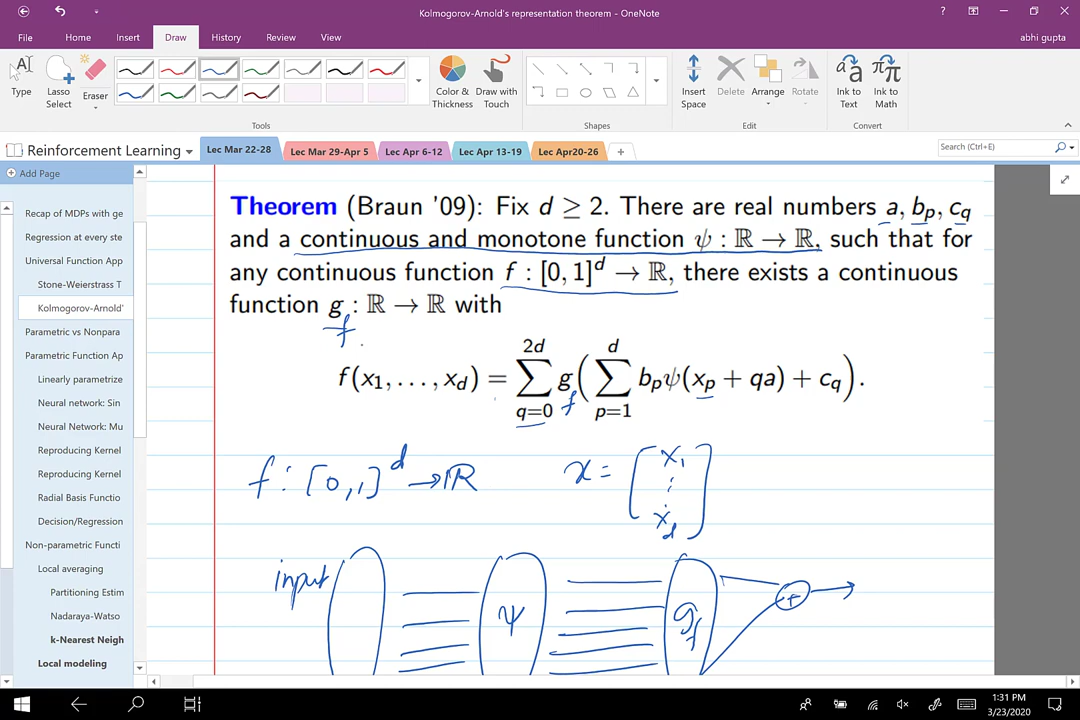 Kolmogorov-Arnold's representation theorem - OneNote
File Home Insert Draw History Review View abhi gupta
Type Lasso Select Eraser Color & Thickness Draw with Touch Insert Space Delete Arrange Rotate Ink to Text Ink to Math
Tools Shapes Edit Convert
Reinforcement Learning Lec Mar 22-28 Lec Mar 29-Apr 5 Lec Apr 6-12 Lec Apr 13-19 Lec Apr20-26 + Search (Ctrl+E)
Add Page
Recap of MDPs with ge
Regression at every ste
Universal Function App
Stone-Weierstrass T
Kolmogorov-Arnold'
Parametric vs Nonpara
Parametric Function Ap
Linearly parametrize
Neural network: Sin
Neural Network: Mu
Reproducing Kernel
Reproducing Kernel
Radial Basis Functio
Decision/Regression
Non-parametric Functi
Local averaging
Partitioning Estim
Nadaraya-Watso
k-Nearest Neigh
Local modeling
Theorem (Braun '09): Fix d ≥ 2. There are real numbers a, b_p, c_q
and a continuous and monotone function ψ : ℝ → ℝ, such that for
any continuous function f : [0, 1]^d → ℝ, there exists a continuous
function g_f : ℝ → ℝ with
f(x_1, . . . , x_d) = ∑_{q=0}^{2d} g_f(∑_{p=1}^{d} b_p ψ(x_p + qa) + c_q).
f : [0,1]^d → ℝ x = [x_1 ⋮ x_d]
input ψ g_f +
1:31 PM
3/23/2020